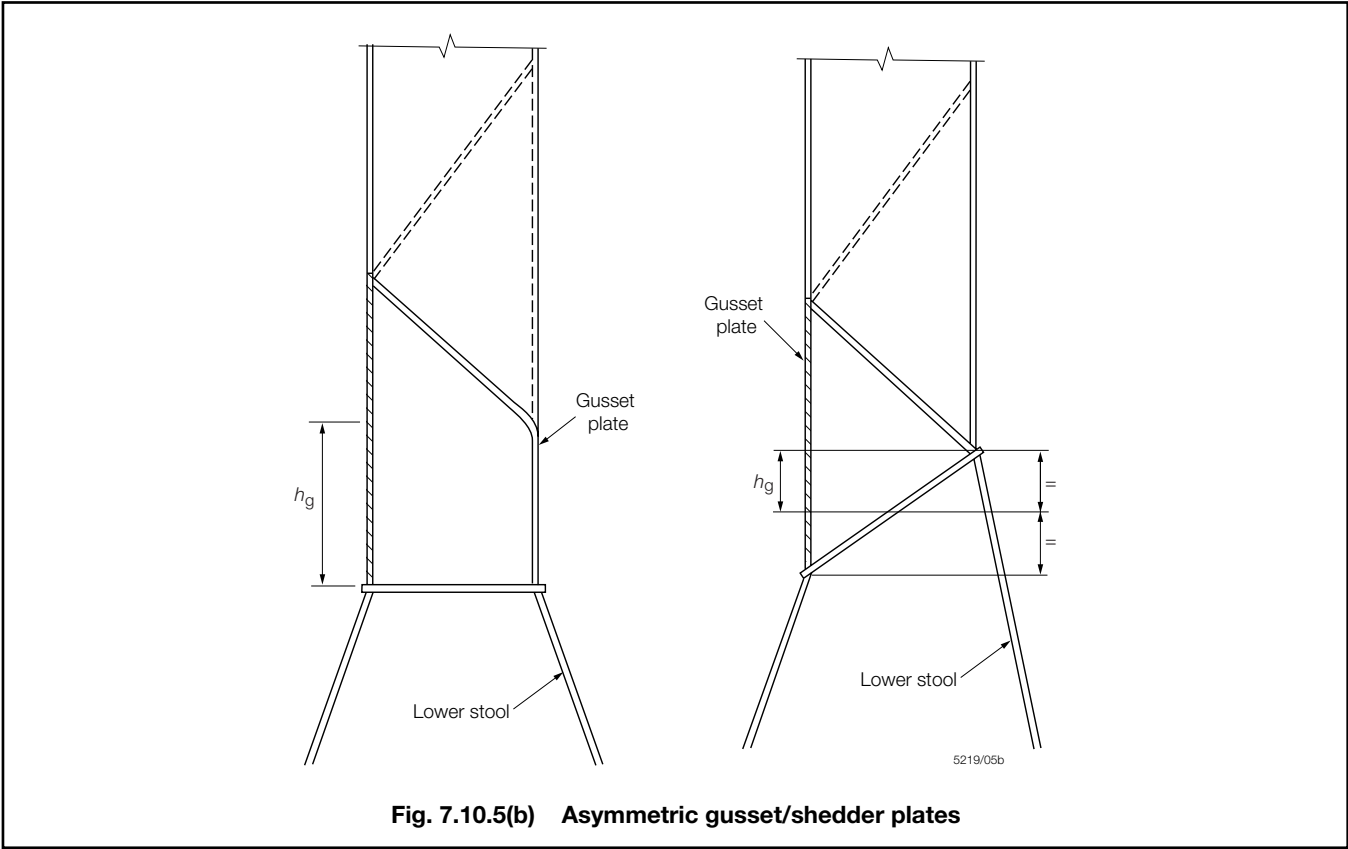 Gusset
plate
hg
Lower stool
Gusset
plate
hg
=
=
Lower stool
5219/05b
Fig. 7.10.5(b) Asymmetric gusset/shedder plates